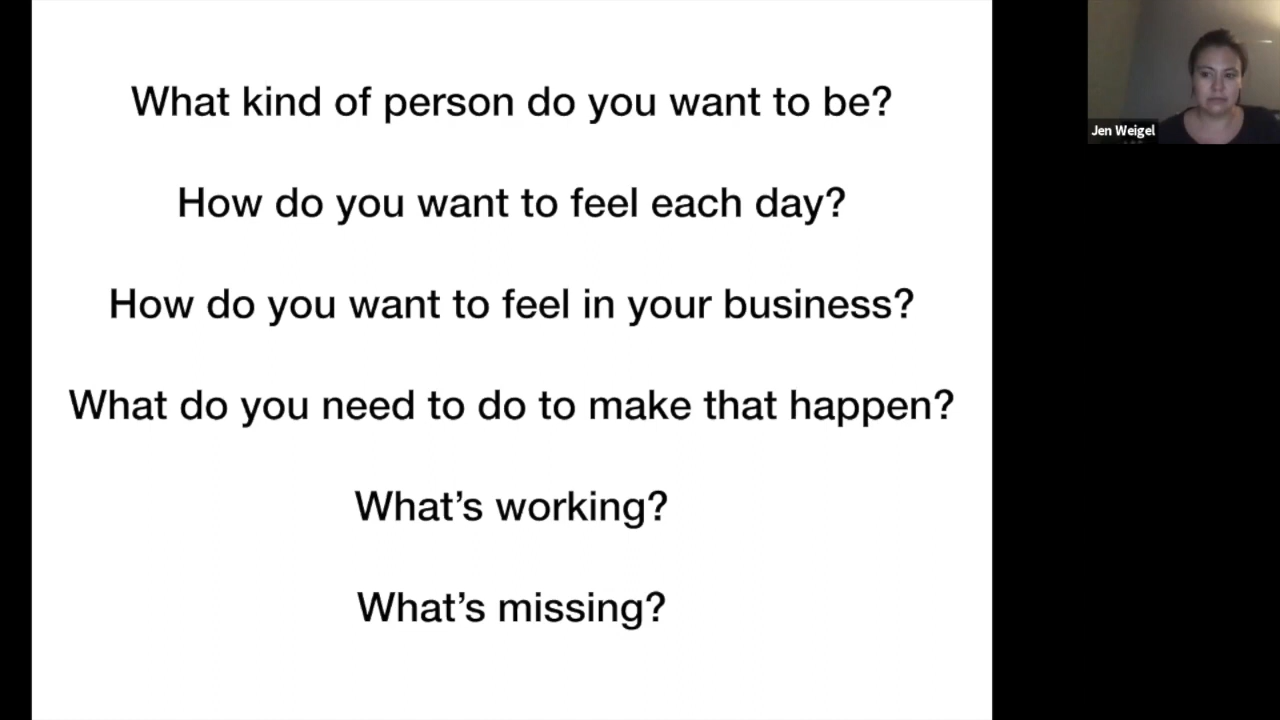 What kind of person do you want to be?
How do you want to feel each day?
How do you want to feel in your business?
What do you need to do to make that happen?
What’s working?
What’s missing?
Jen Weigel